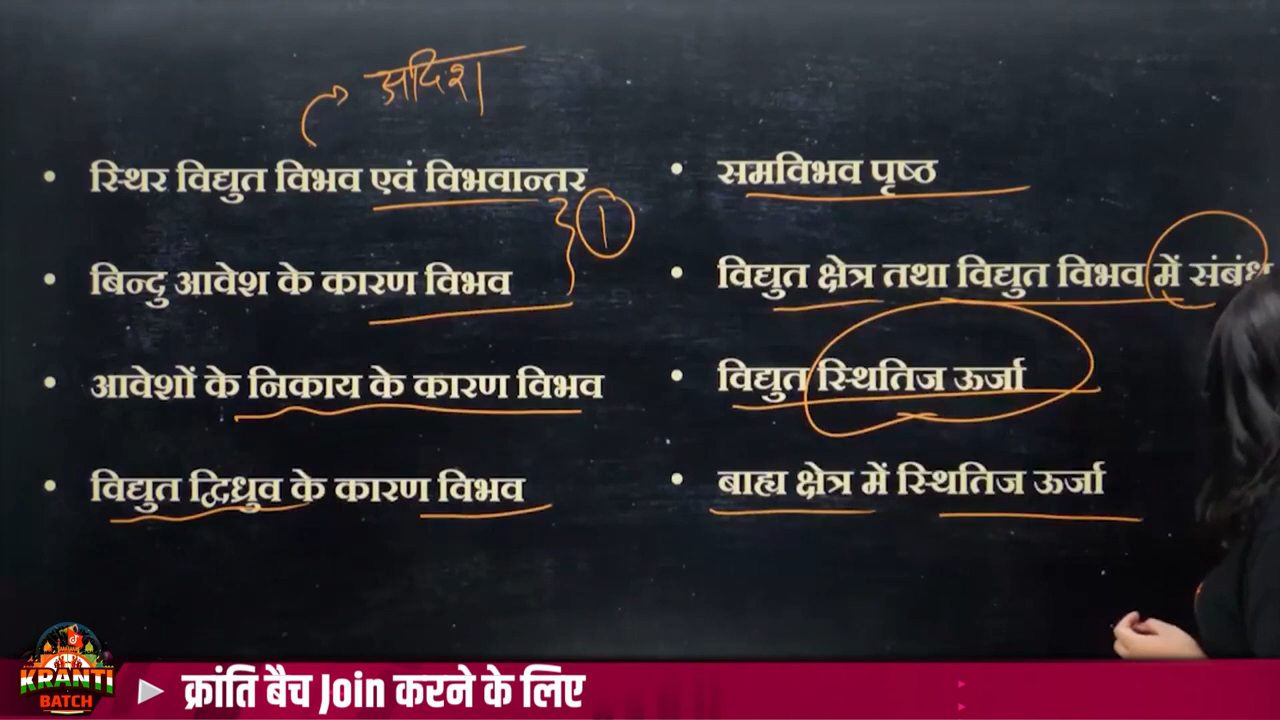 अदिश
• स्थिर विद्युत विभव एवं विभवान्तर
• बिन्दु आवेश के कारण विभव
1
• आवेशों के निकाय के कारण विभव
• विद्युत द्विध्रुव के कारण विभव
• समविभव पृष्ठ
• विद्युत क्षेत्र तथा विद्युत विभव में संबंध
• विद्युत स्थितिज ऊर्जा
• बाह्य क्षेत्र में स्थितिज ऊर्जा
KRANTI
BATCH
क्रांति बैच Join करने के लिए